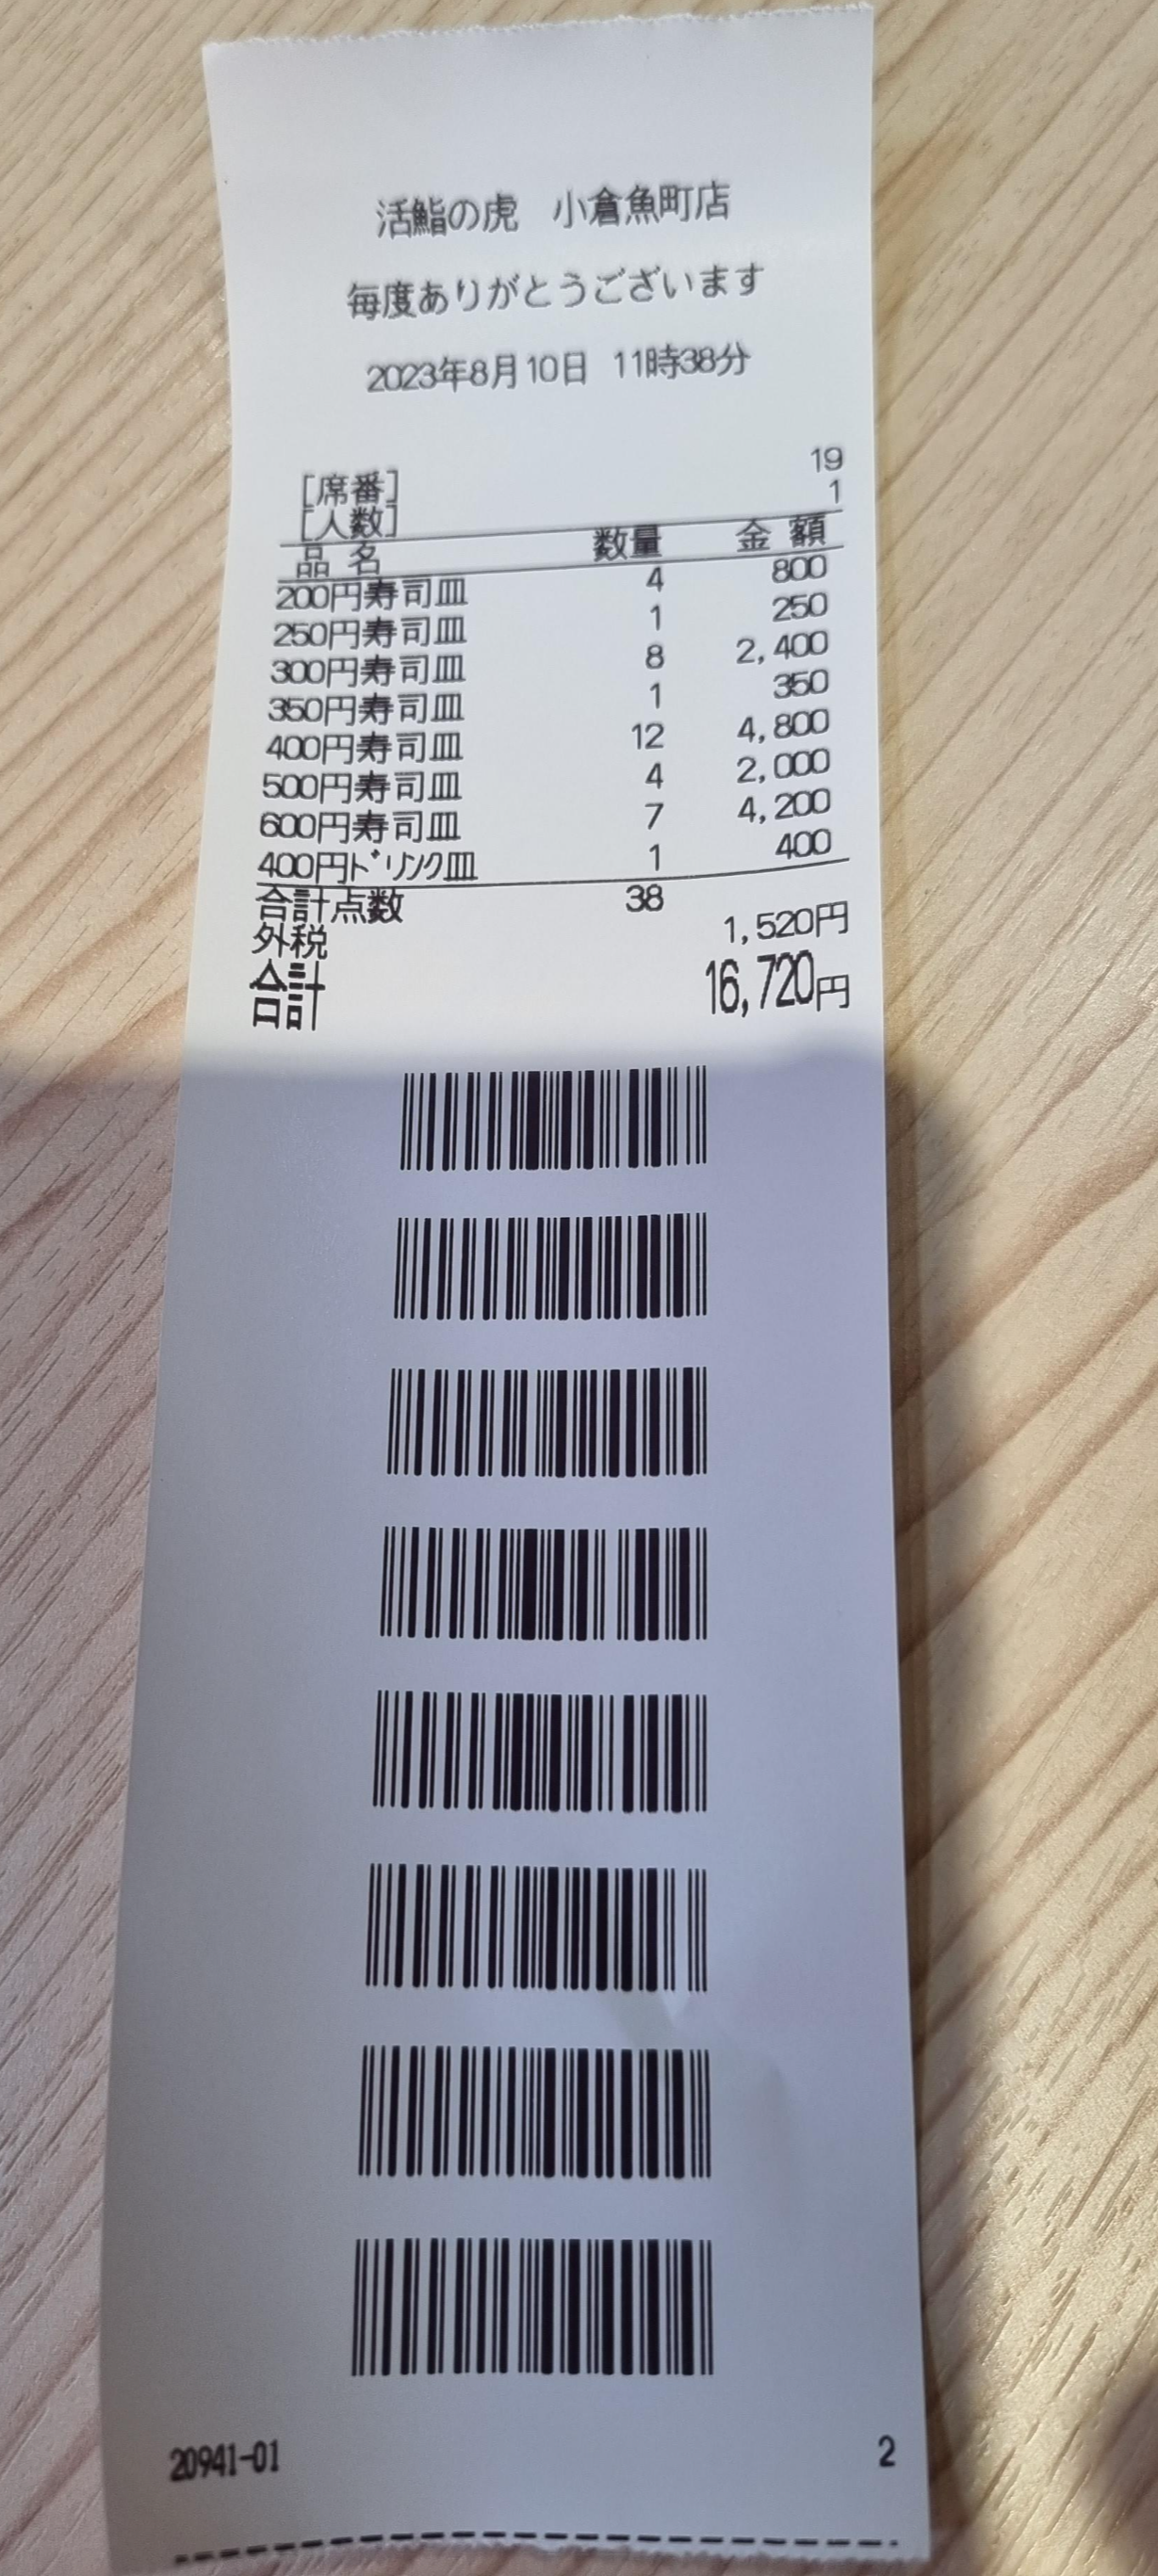 活鮨の虎　小倉魚町店
毎度ありがとうございます
2023年8月10日 11時38分
[席番] 19
[人数] 1
品名 数量 金額
200円寿司皿 4 800
250円寿司皿 1 250
300円寿司皿 8 2,400
350円寿司皿 1 350
400円寿司皿 12 4,800
500円寿司皿 4 2,000
600円寿司皿 7 4,200
400円ﾄﾞﾘﾝｸ皿 1 400
合計点数 38
外税 1,520円
合計 16,720円
20941-01 2